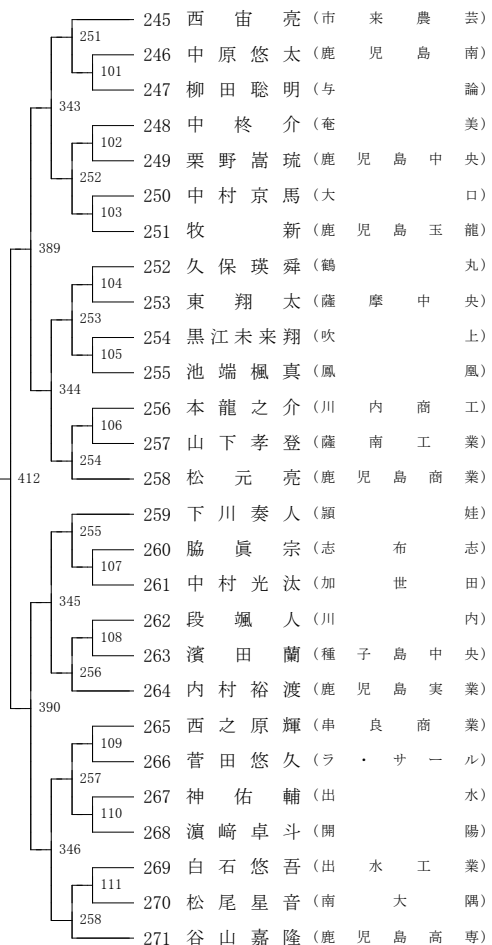 245 西宙亮（市来農芸）
246 中原悠太（鹿児島南）
247 柳田聡明（与論）
248 中柊介（奄美）
249 栗野嵩琉（鹿児島中央）
250 中村京馬（大口）
251 牧新（鹿児島玉龍）
252 久保瑛舜（鶴丸）
253 東翔太（薩摩中央）
254 黒江未来翔（吹上）
255 池端楓真（鳳凰）
256 本龍之介（川内商工）
257 山下孝登（薩南工業）
258 松元亮（鹿児島商業）
259 下川奏人（頴娃）
260 脇眞宗（志布志）
261 中村光汰（加世田）
262 段颯人（川内）
263 濱田蘭（種子島中央）
264 内村裕渡（鹿児島実業）
265 西之原輝（串良商業）
266 菅田悠久（ラ・サール）
267 神佑輔（出水）
268 濵﨑卓斗（開陽）
269 白石悠吾（出水工業）
270 松尾星音（南大隅）
271 谷山嘉隆（鹿児島高専）
251
101
343
102
252
103
389
104
253
105
344
106
254
412
255
107
345
108
256
390
109
257
110
346
111
258